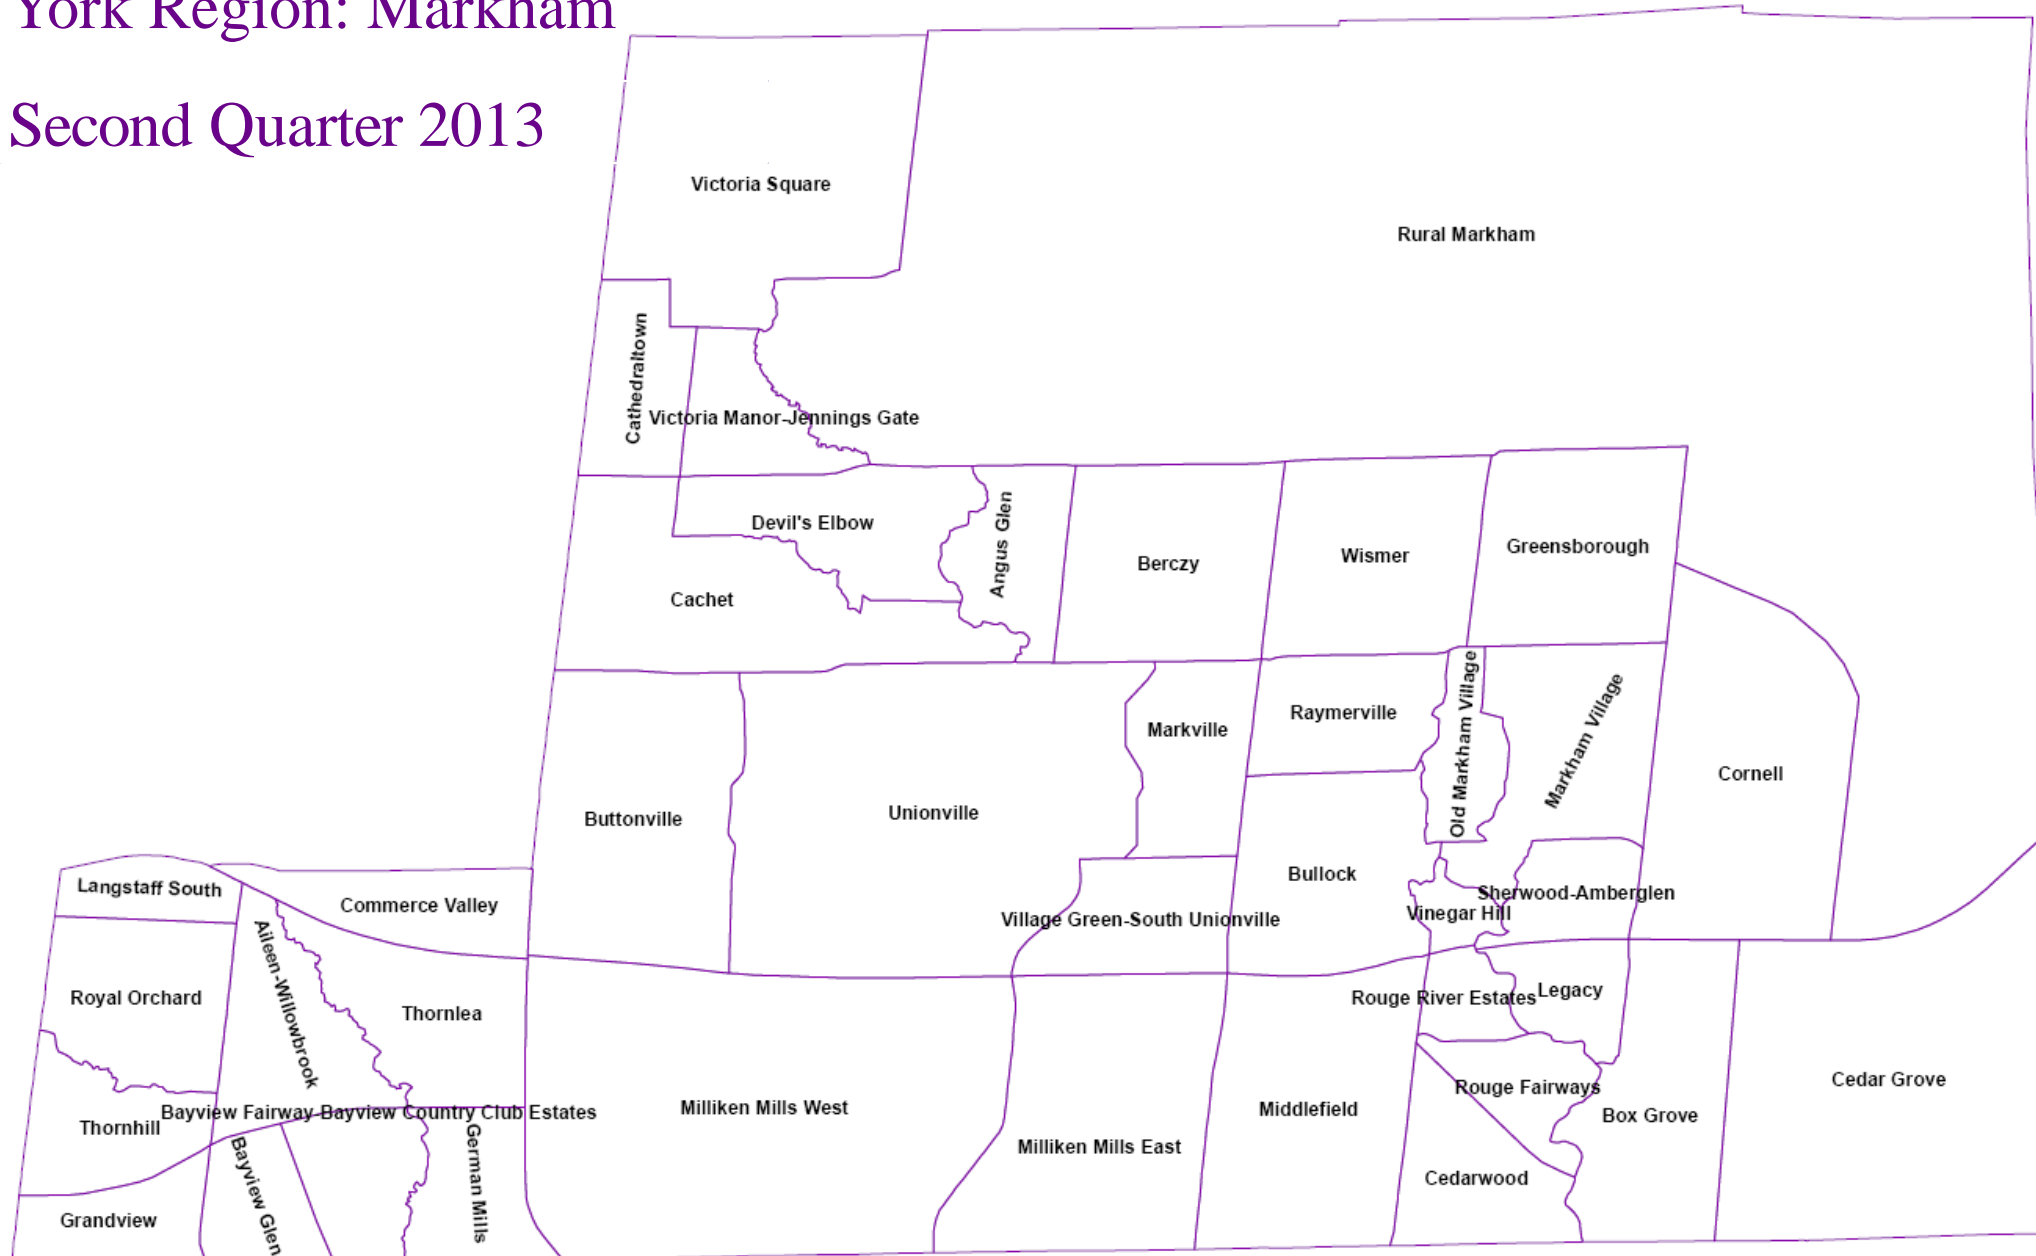 York Region: Markham
Second Quarter 2013
Victoria Square
Rural Markham
Cathedraltown
Victoria Manor-Jennings Gate
Devil's Elbow
Angus Glen
Berczy
Wismer
Greensborough
Cachet
Raymerville
Old Markham Village
Markham Village
Markville
Cornell
Buttonville
Unionville
Bullock
Langstaff South
Commerce Valley
Village Green-South Unionville
Vinegar Hill
Sherwood-Amberglen
Royal Orchard
Aileen-Willowbrook
Thornlea
Rouge River Estates
Legacy
Thornhill
Bayview Fairway-Bayview Country Club Estates
Milliken Mills West
Milliken Mills East
Middlefield
Rouge Fairways
Box Grove
Cedar Grove
Cedarwood
Grandview
Bayview Glen
German Mills